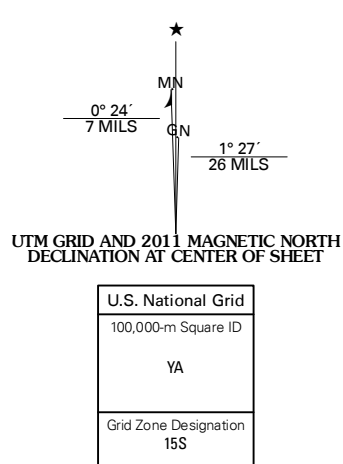 ★
MN
0° 24´
7 MILS
GN
1° 27´
26 MILS
UTM GRID AND 2011 MAGNETIC NORTH
DECLINATION AT CENTER OF SHEET
U.S. National Grid
100,000-m Square ID
YA
Grid Zone Designation
15S